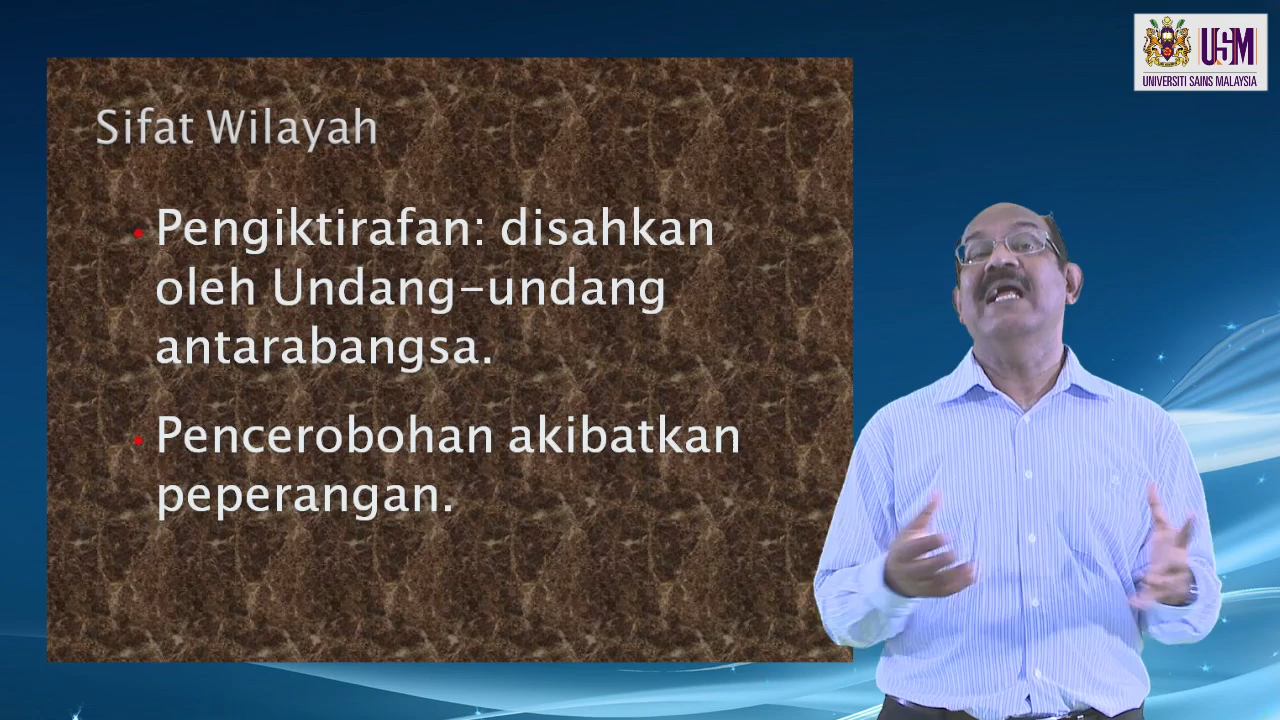 USM
UNIVERSITI SAINS MALAYSIA
Sifat Wilayah
• Pengiktirafan: disahkan
oleh Undang-undang
antarabangsa.
• Pencerobohan akibatkan
peperangan.